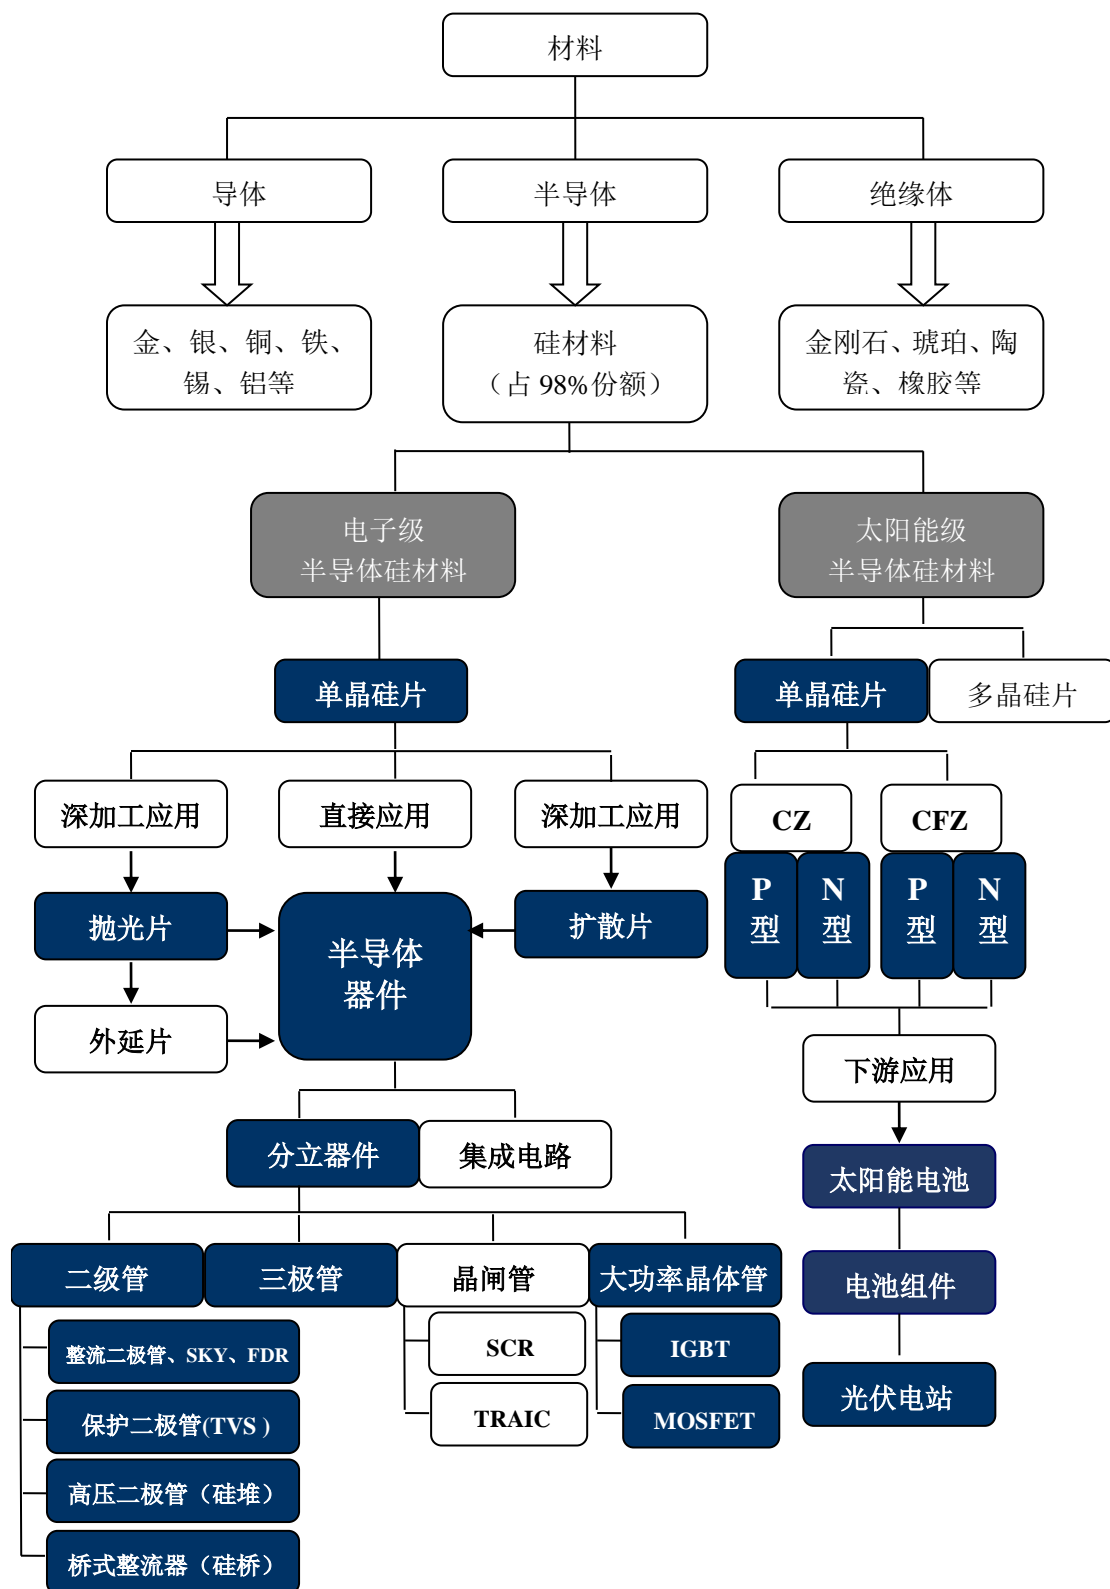 材料
导体
半导体
绝缘体
金、银、铜、铁、
锡、铝等
硅材料
（占 98%份额）
金刚石、琥珀、陶
瓷、橡胶等
电子级
半导体硅材料
太阳能级
半导体硅材料
单晶硅片
单晶硅片
多晶硅片
深加工应用
直接应用
深加工应用
CZ
CFZ
P
型
N
型
P
型
N
型
抛光片
半导体
器件
扩散片
外延片
下游应用
分立器件
集成电路
太阳能电池
二级管
三极管
晶闸管
大功率晶体管
电池组件
整流二极管、SKY、FDR
SCR
IGBT
光伏电站
保护二极管(TVS )
TRAIC
MOSFET
高压二极管（硅堆）
桥式整流器（硅桥）